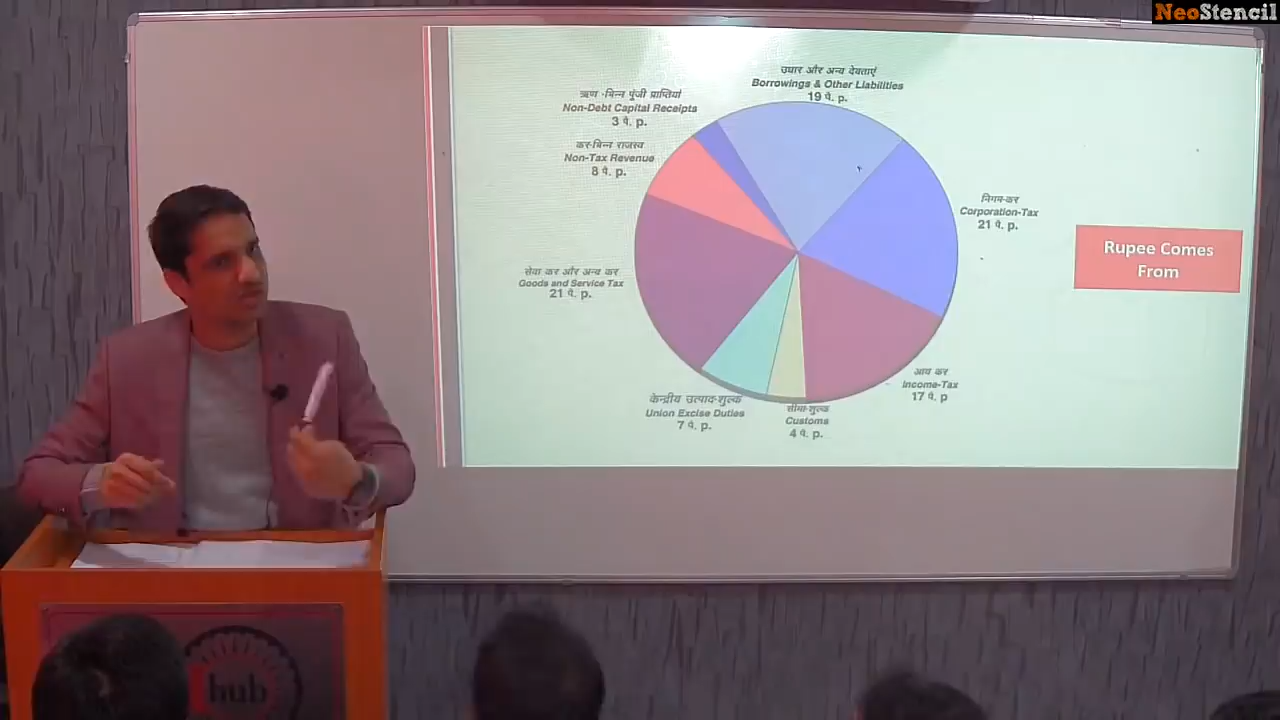 NeoStencil
उधार और अन्य देयताएं
Borrowings & Other Liabilities
19 पै. p.
ऋण-भिन्न पूंजी प्राप्तियां
Non-Debt Capital Receipts
3 पै. p.
कर-भिन्न राजस्व
Non-Tax Revenue
8 पै. p.
निगम-कर
Corporation-Tax
21 पै. p.
Rupee Comes
From
सेवा कर और अन्य कर
Goods and Service Tax
21 पै. p.
आय कर
Income-Tax
17 पै. p
केन्द्रीय उत्पाद-शुल्क
Union Excise Duties
7 पै. p.
सीमा-शुल्क
Customs
4 पै. p.
hub